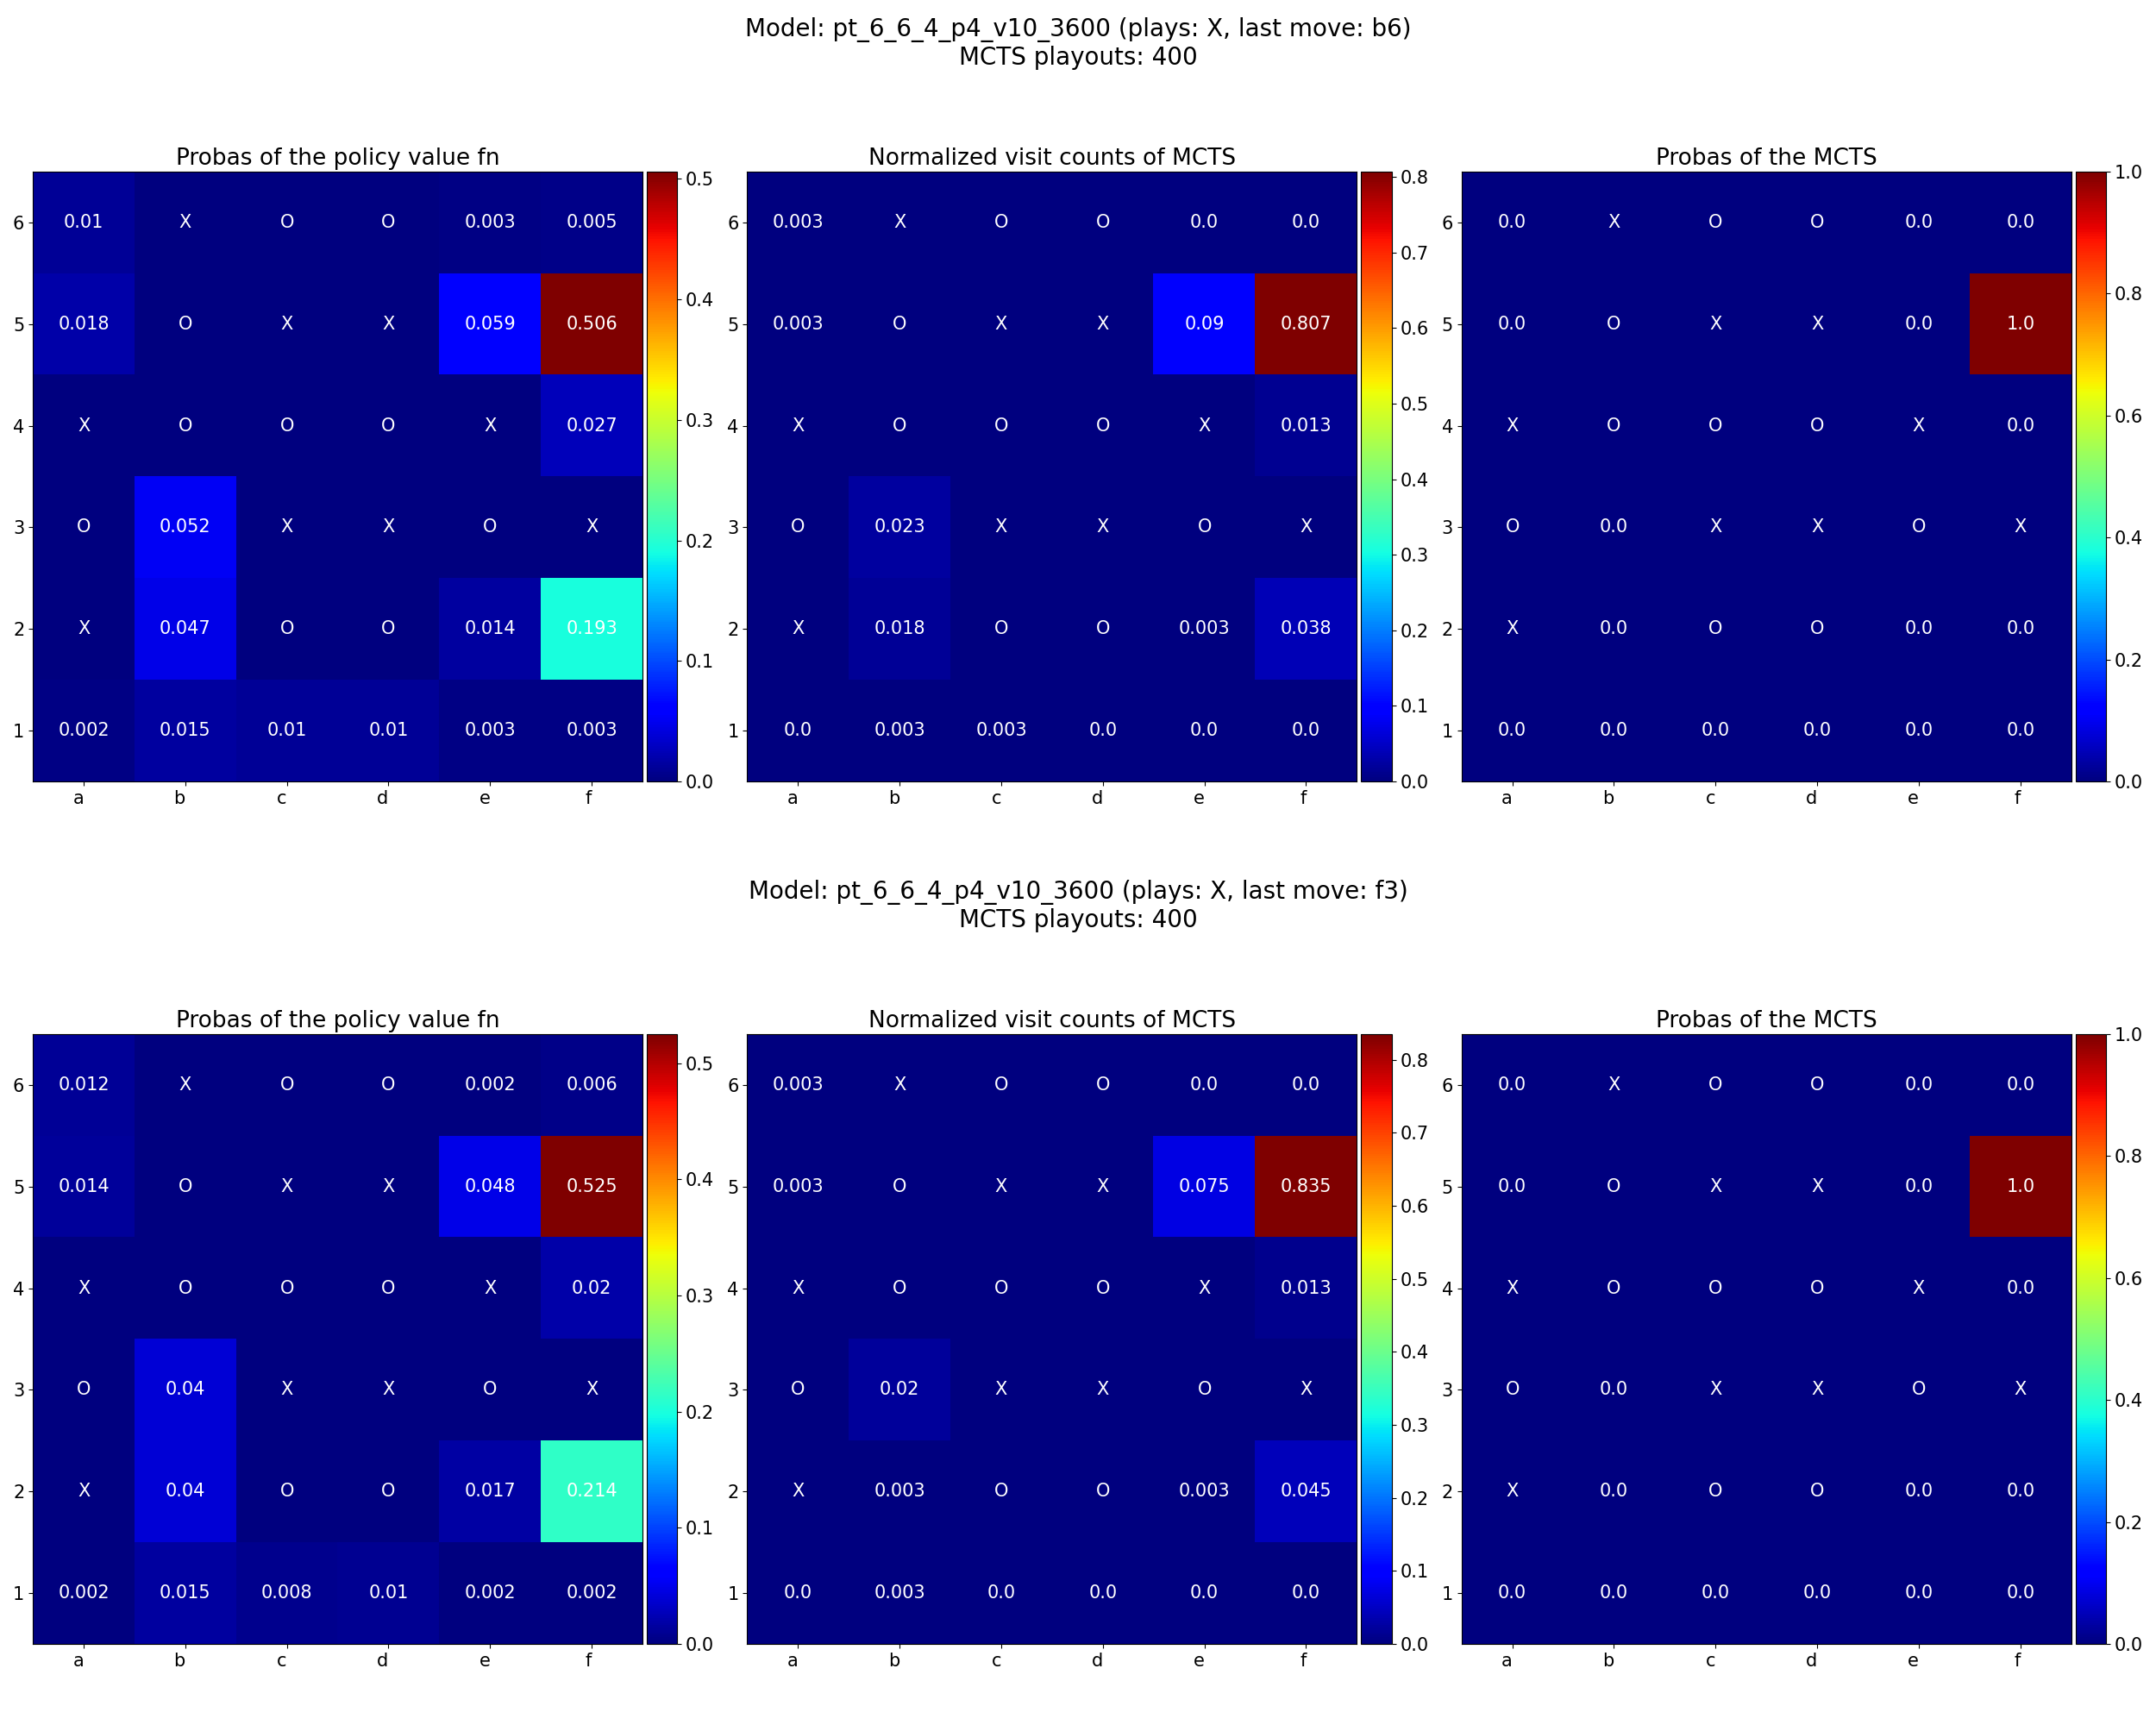 Model: pt_6_6_4_p4_v10_3600 (plays: X, last move: b6)
MCTS playouts: 400
Probas of the policy value fn
6 0.01 X O O 0.003 0.005
5 0.018 O X X 0.059 0.506
4 X O O O X 0.027
3 O 0.052 X X O X
2 X 0.047 O O 0.014 0.193
1 0.002 0.015 0.01 0.01 0.003 0.003
a b c d e f
0.5
0.4
0.3
0.2
0.1
0.0
Normalized visit counts of MCTS
6 0.003 X O O 0.0 0.0
5 0.003 O X X 0.09 0.807
4 X O O O X 0.013
3 O 0.023 X X O X
2 X 0.018 O O 0.003 0.038
1 0.0 0.003 0.003 0.0 0.0 0.0
a b c d e f
0.8
0.7
0.6
0.5
0.4
0.3
0.2
0.1
0.0
Probas of the MCTS
6 0.0 X O O 0.0 0.0
5 0.0 O X X 0.0 1.0
4 X O O O X 0.0
3 O 0.0 X X O X
2 X 0.0 O O 0.0 0.0
1 0.0 0.0 0.0 0.0 0.0 0.0
a b c d e f
1.0
0.8
0.6
0.4
0.2
0.0
Model: pt_6_6_4_p4_v10_3600 (plays: X, last move: f3)
MCTS playouts: 400
Probas of the policy value fn
6 0.012 X O O 0.002 0.006
5 0.014 O X X 0.048 0.525
4 X O O O X 0.02
3 O 0.04 X X O X
2 X 0.04 O O 0.017 0.214
1 0.002 0.015 0.008 0.01 0.002 0.002
a b c d e f
0.5
0.4
0.3
0.2
0.1
0.0
Normalized visit counts of MCTS
6 0.003 X O O 0.0 0.0
5 0.003 O X X 0.075 0.835
4 X O O O X 0.013
3 O 0.02 X X O X
2 X 0.003 O O 0.003 0.045
1 0.0 0.003 0.0 0.0 0.0 0.0
a b c d e f
0.8
0.7
0.6
0.5
0.4
0.3
0.2
0.1
0.0
Probas of the MCTS
6 0.0 X O O 0.0 0.0
5 0.0 O X X 0.0 1.0
4 X O O O X 0.0
3 O 0.0 X X O X
2 X 0.0 O O 0.0 0.0
1 0.0 0.0 0.0 0.0 0.0 0.0
a b c d e f
1.0
0.8
0.6
0.4
0.2
0.0